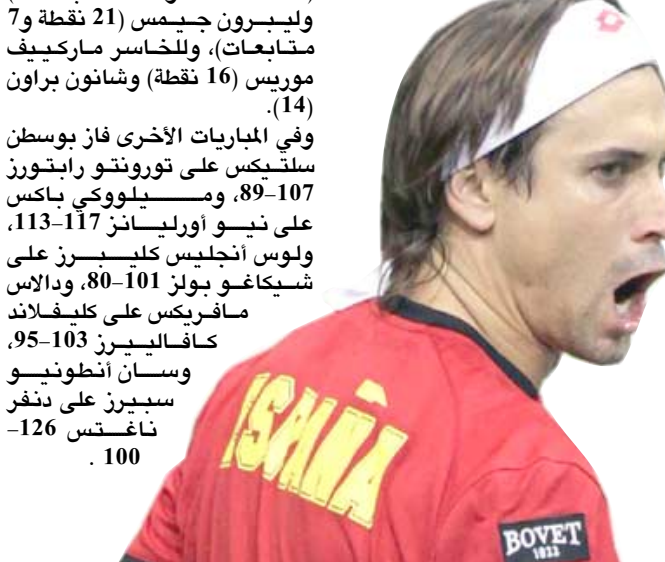 وليبرون جيمس (21 نقطة و7
متابعات)، وللخاسر ماركييف
موريس (16 نقطة) وشانون براون
(14).
وفي المباريات الأخرى فاز بوسطن
سلتيكس على تورونتو رابتورز
107–89، وميلووكي باكس
على نيو أورليانز 117–113،
ولوس أنجليس كليبرز على
شيكاغو بولز 101–80، ودالاس
مافريكس على كليفلاند
كافالييرز 103–95،
وسان أنطونيو
سبيرز على دنفر
ناغتس 126–
100 .
ESPAÑA
BOVET
1822